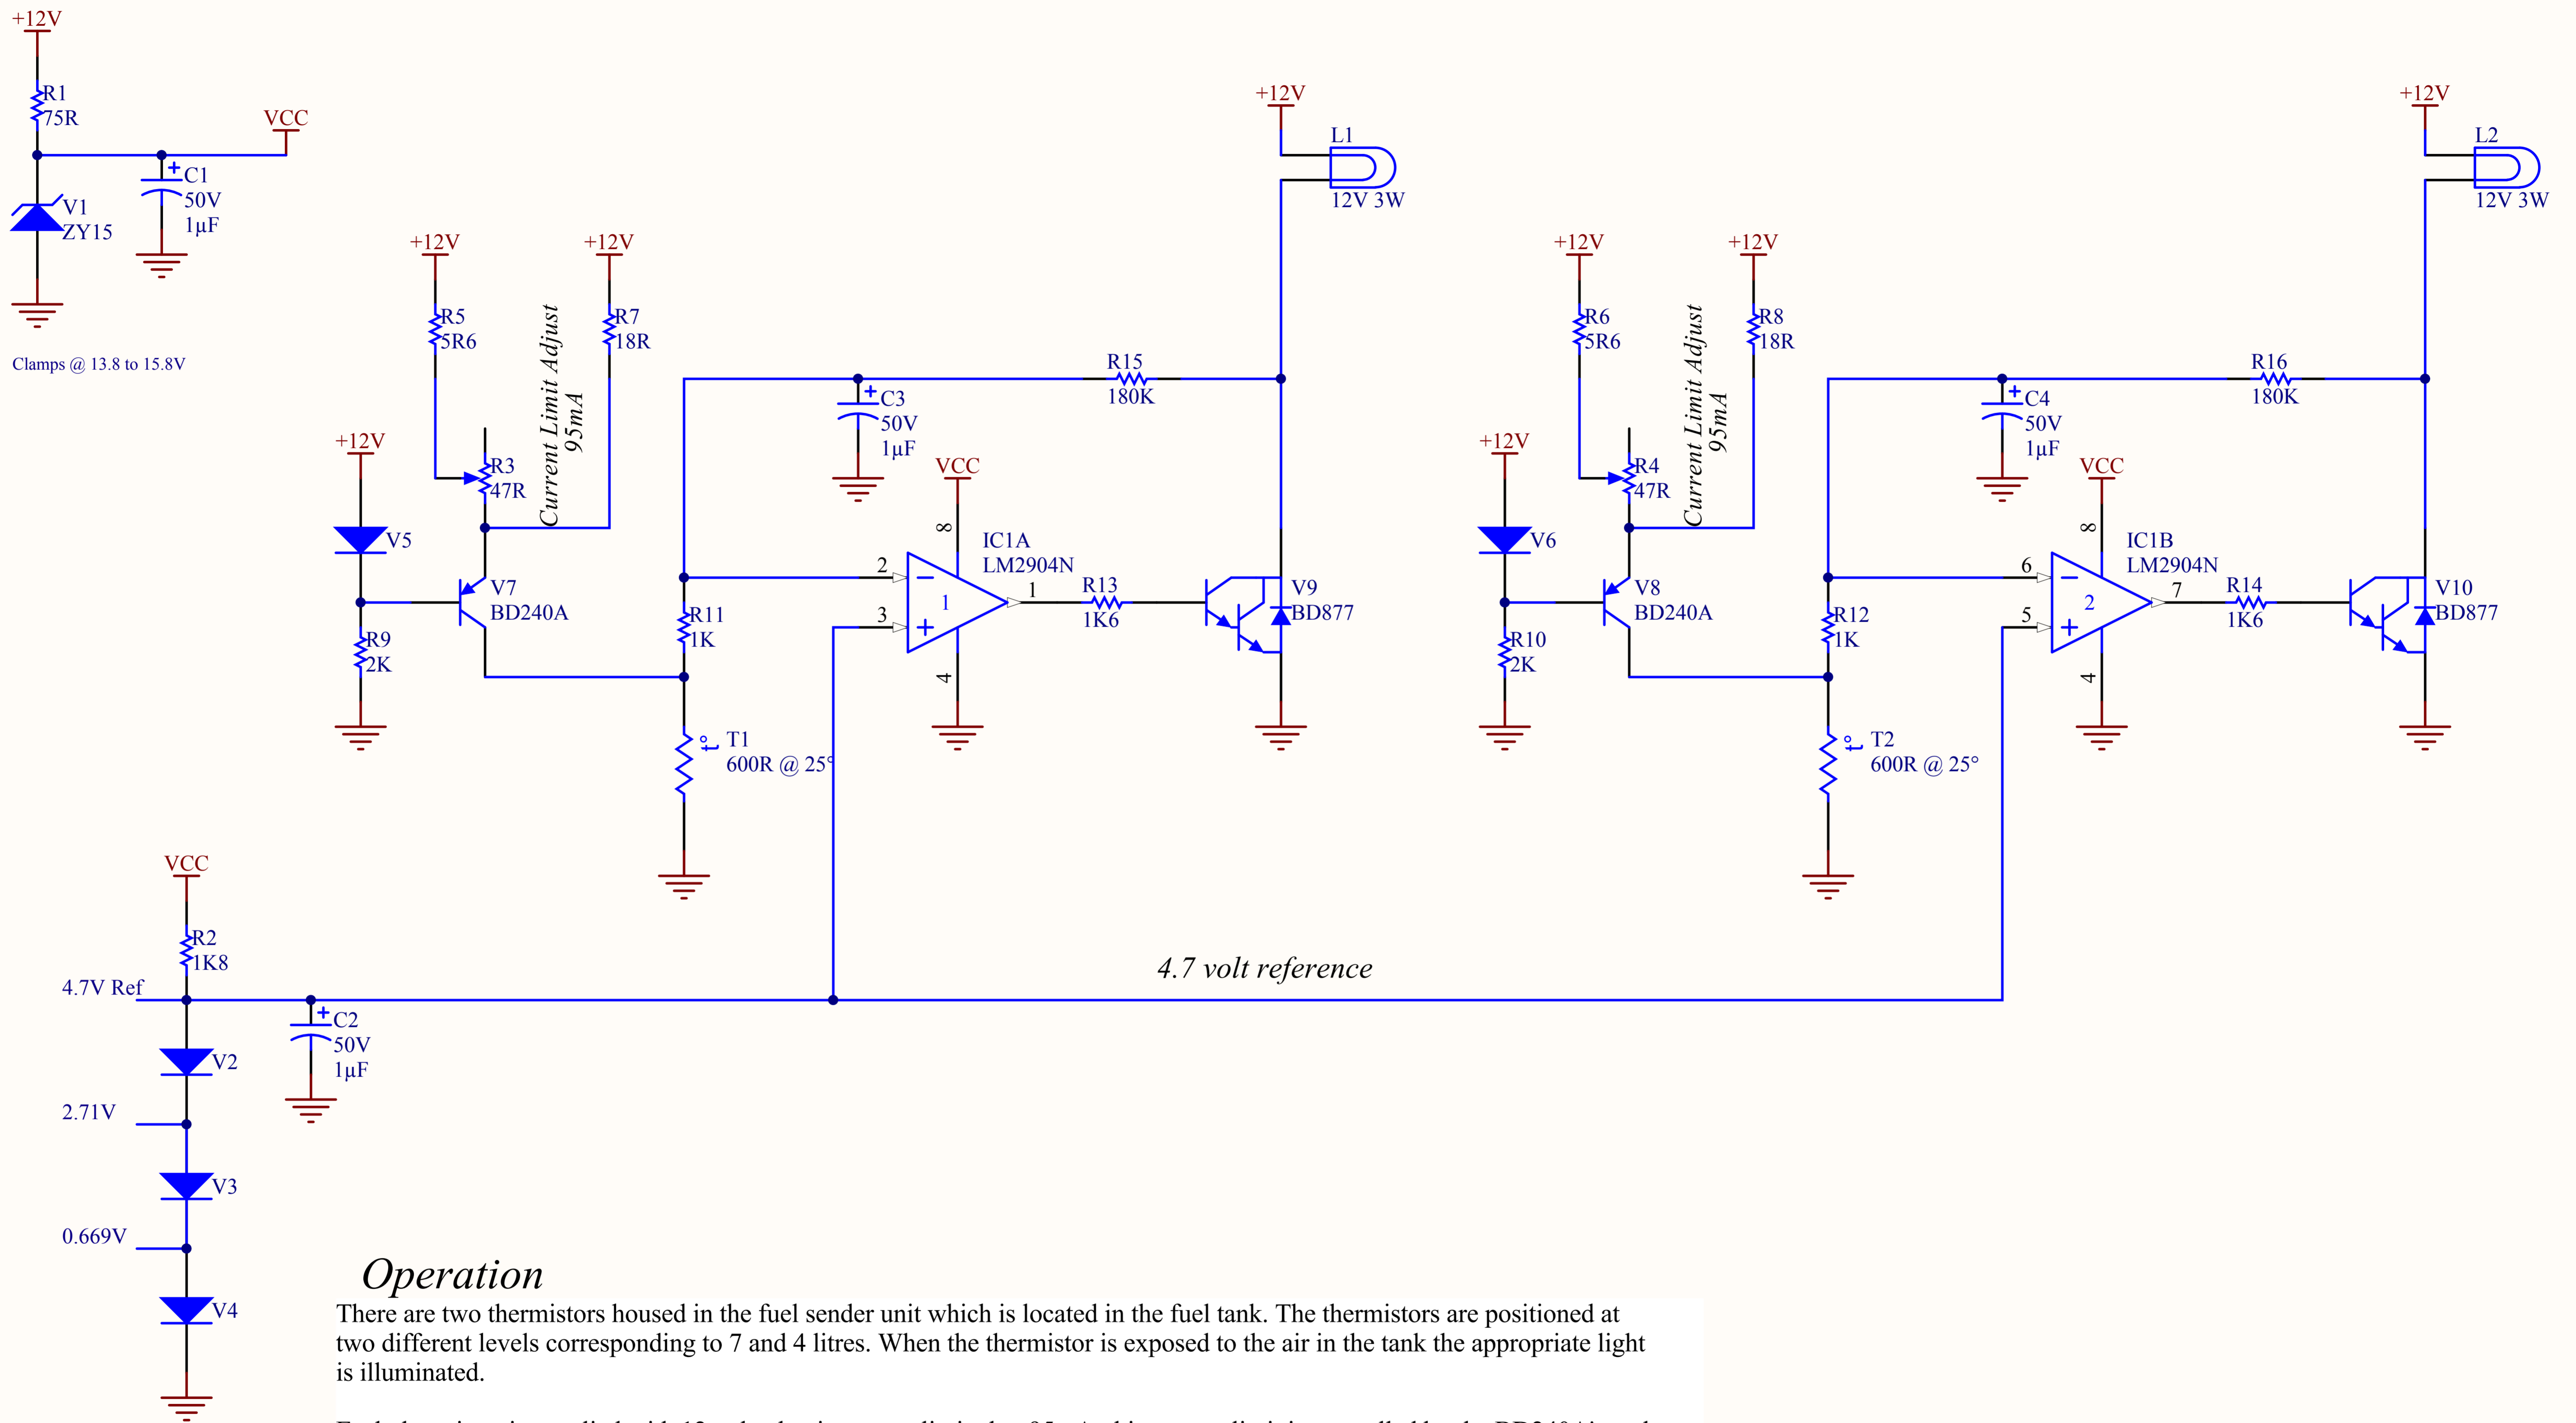 +12V
R1
75R
VCC
+
C1
50V
1µF
V1
ZY15
Clamps @ 13.8 to 15.8V
+12V
R5
5R6
+12V
R7
18R
Current Limit Adjust
95mA
R3
47R
+12V
V5
V7
BD240A
R9
2K
R15
180K
+
C3
50V
1µF
+12V
L1
12V 3W
VCC
8
IC1A
LM2904N
2
3
1
1
4
R13
1K6
V9
BD877
R11
1K
t°
T1
600R @ 25°
+12V
R6
5R6
+12V
R8
18R
Current Limit Adjust
95mA
R4
47R
+12V
V6
V8
BD240A
R10
2K
R16
180K
+
C4
50V
1µF
+12V
L2
12V 3W
VCC
8
IC1B
LM2904N
6
5
2
7
4
R14
1K6
V10
BD877
R12
1K
t°
T2
600R @ 25°
VCC
R2
1K8
4.7V Ref
4.7 volt reference
+
C2
50V
1µF
V2
2.71V
V3
0.669V
V4
Operation
There are two thermistors housed in the fuel sender unit which is located in the fuel tank. The thermistors are positioned at
two different levels corresponding to 7 and 4 litres. When the thermistor is exposed to the air in the tank the appropriate light
is illuminated.